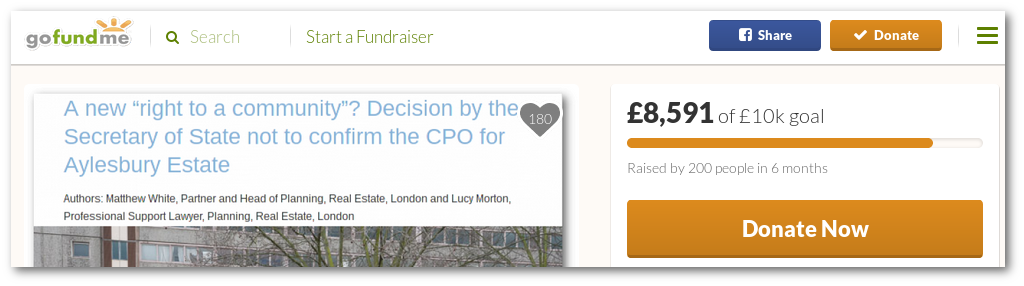 gofundme
Search
Start a Fundraiser
Share
Donate
A new “right to a community”? Decision by the
Secretary of State not to confirm the CPO for
Aylesbury Estate
180
Authors: Matthew White, Partner and Head of Planning, Real Estate, London and Lucy Morton,
Professional Support Lawyer, Planning, Real Estate, London
£8,591 of £10k goal
Raised by 200 people in 6 months
Donate Now